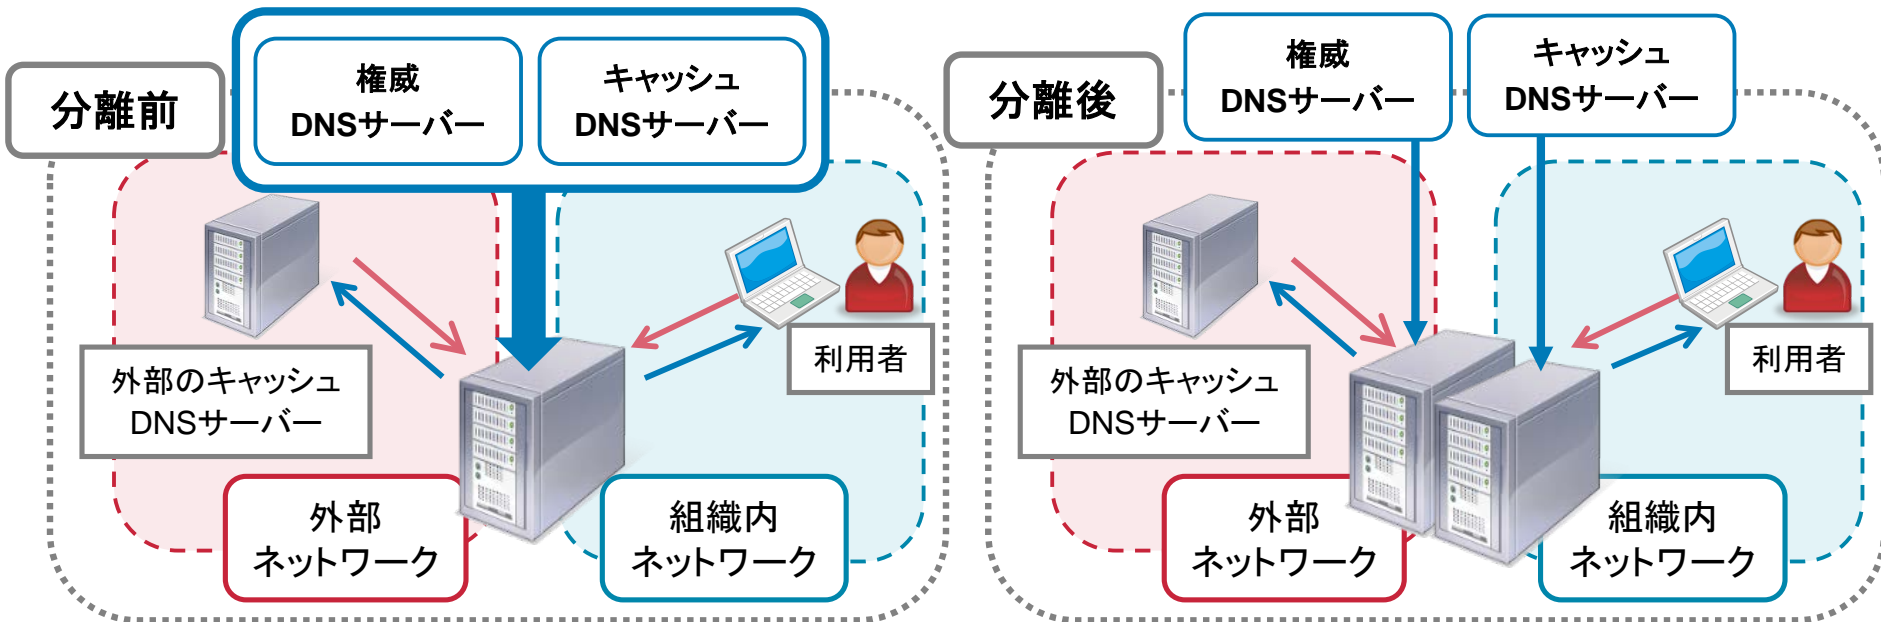 分離前
権威
DNSサーバー
キャッシュ
DNSサーバー
外部のキャッシュ
DNSサーバー
利用者
外部
ネットワーク
組織内
ネットワーク
分離後
権威
DNSサーバー
キャッシュ
DNSサーバー
外部のキャッシュ
DNSサーバー
利用者
外部
ネットワーク
組織内
ネットワーク